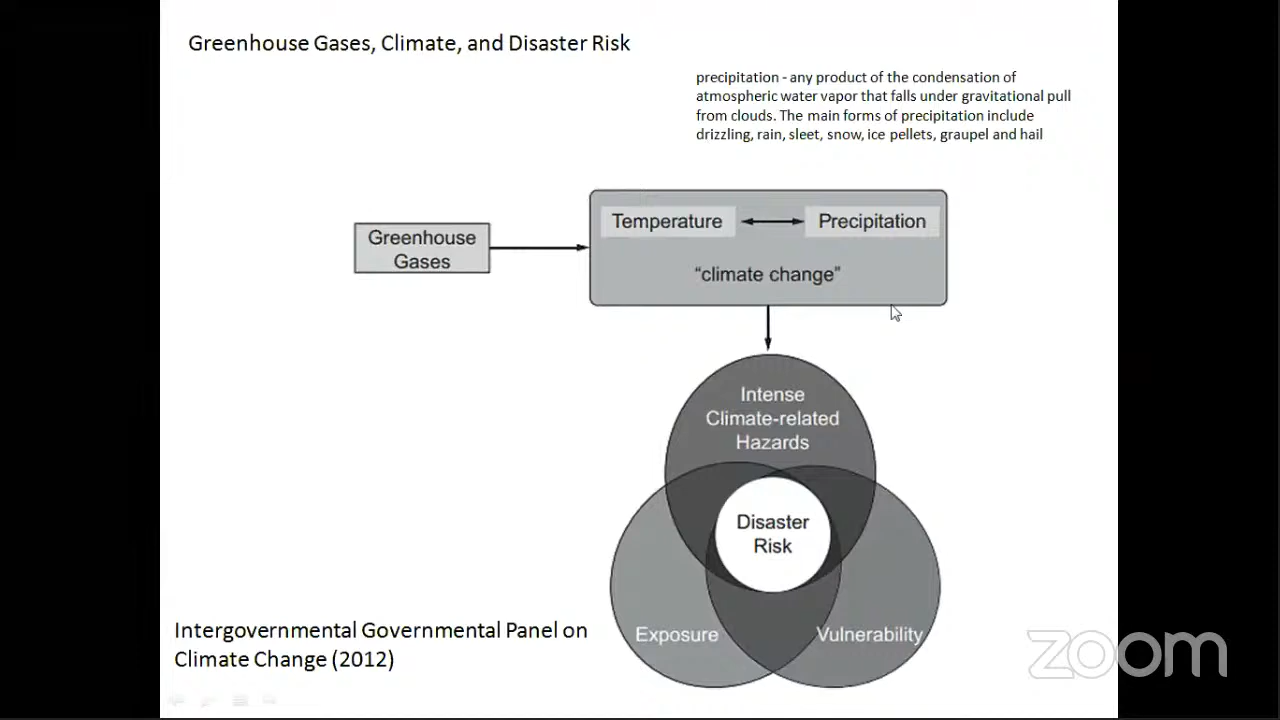 Greenhouse Gases, Climate, and Disaster Risk
precipitation - any product of the condensation of
atmospheric water vapor that falls under gravitational pull
from clouds. The main forms of precipitation include
drizzling, rain, sleet, snow, ice pellets, graupel and hail
Greenhouse
Gases
Temperature
Precipitation
“climate change”
Intense
Climate-related
Hazards
Disaster
Risk
Exposure
Vulnerability
Intergovernmental Governmental Panel on
Climate Change (2012)
zoom